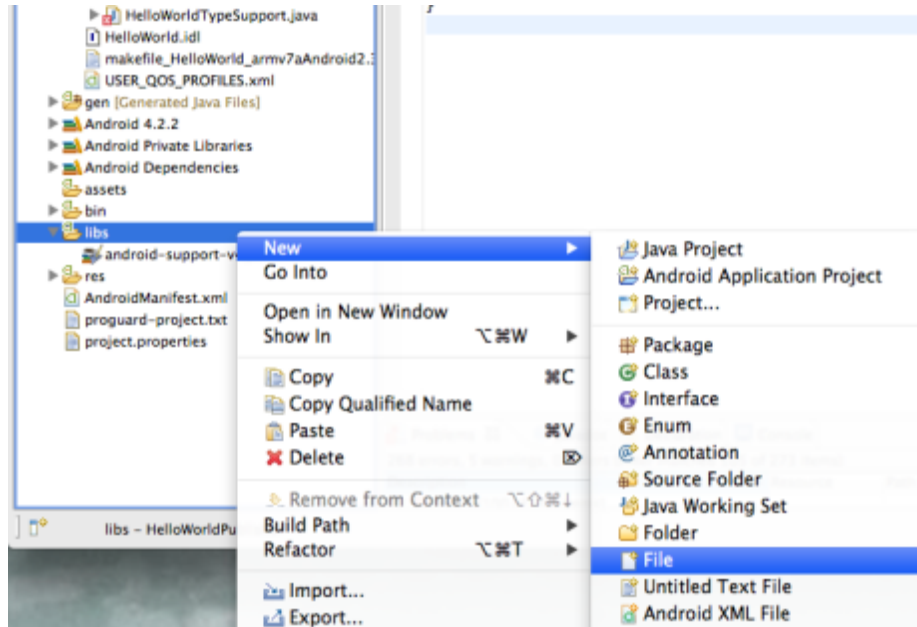 }
HelloWorldTypeSupport.java
HelloWorld.idl
makefile_HelloWorld_armv7aAndroid2.
USER_QOS_PROFILES.xml
gen [Generated Java Files]
Android 4.2.2
Android Private Libraries
Android Dependencies
assets
bin
libs
android-support-v
res
AndroidManifest.xml
proguard-project.txt
project.properties
libs – HelloWorldPu
New
Go Into
Open in New Window
Show In ⌥⌘W
Copy ⌘C
Copy Qualified Name
Paste ⌘V
Delete ⌦
Remove from Context ⌥⇧⌘↓
Build Path
Refactor ⌥⌘T
Import...
Export...
Java Project
Android Application Project
Project...
Package
Class
Interface
Enum
Annotation
Source Folder
Java Working Set
Folder
File
Untitled Text File
Android XML File